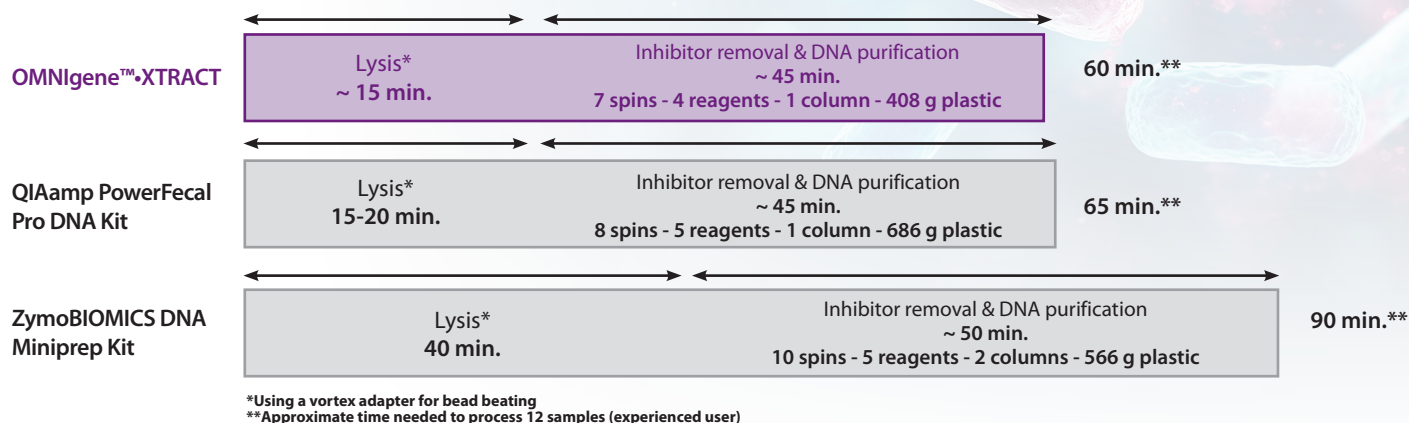 OMNIgene™•XTRACT
Lysis*
~ 15 min.
Inhibitor removal & DNA purification
~ 45 min.
7 spins - 4 reagents - 1 column - 408 g plastic
60 min.**
QIAamp PowerFecal
Pro DNA Kit
Lysis*
15-20 min.
Inhibitor removal & DNA purification
~ 45 min.
8 spins - 5 reagents - 1 column - 686 g plastic
65 min.**
ZymoBIOMICS DNA
Miniprep Kit
Lysis*
40 min.
Inhibitor removal & DNA purification
~ 50 min.
10 spins - 5 reagents - 2 columns - 566 g plastic
90 min.**
*Using a vortex adapter for bead beating
**Approximate time needed to process 12 samples (experienced user)